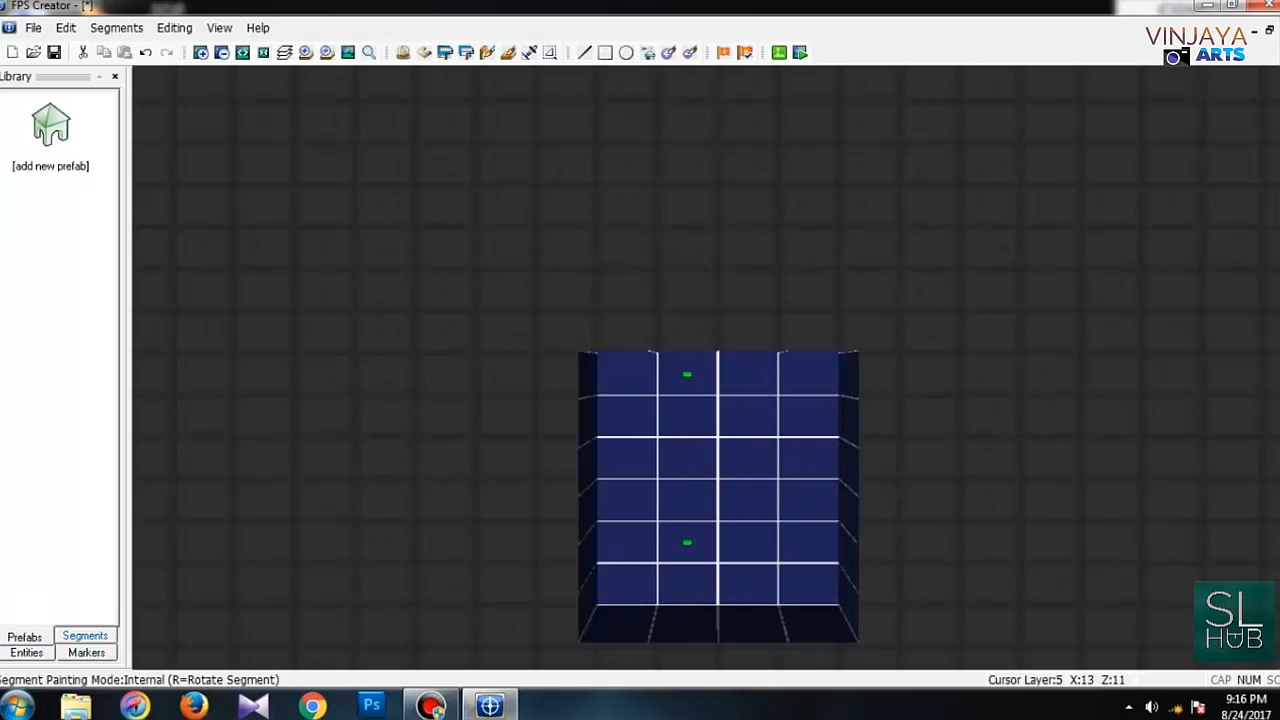 FPS Creator - [*]
File Edit Segments Editing View Help
VINJAYA
ARTS
Library
[add new prefab]
Prefabs Segments
Entities Markers
SL
HUB
Segment Painting Mode:Internal (R=Rotate Segment)
Cursor Layer:5 X:13 Z:11
CAP NUM SC
Ps
9:16 PM
8/24/2017